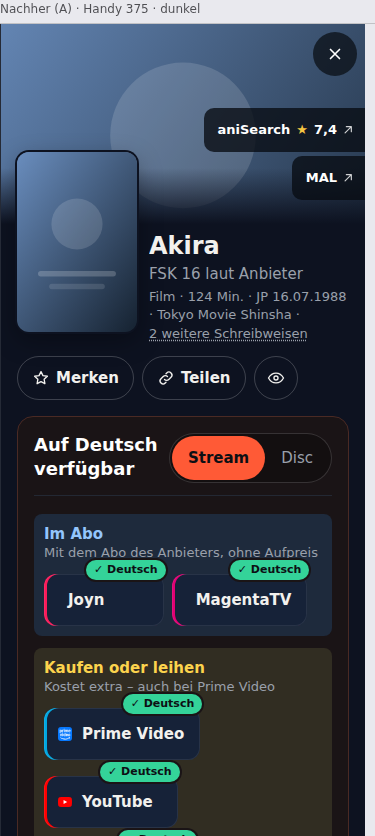 Nachher (A) · Handy 375 · dunkel
aniSearch ★ 7,4 ↗
MAL ↗
Akira
FSK 16 laut Anbieter
Film · 124 Min. · JP 16.07.1988
· Tokyo Movie Shinsha ·
2 weitere Schreibweisen
Merken
Teilen
Auf Deutsch
verfügbar
Stream
Disc
Im Abo
Mit dem Abo des Anbieters, ohne Aufpreis
✓ Deutsch
✓ Deutsch
Joyn
MagentaTV
Kaufen oder leihen
Kostet extra – auch bei Prime Video
✓ Deutsch
Prime Video
✓ Deutsch
YouTube